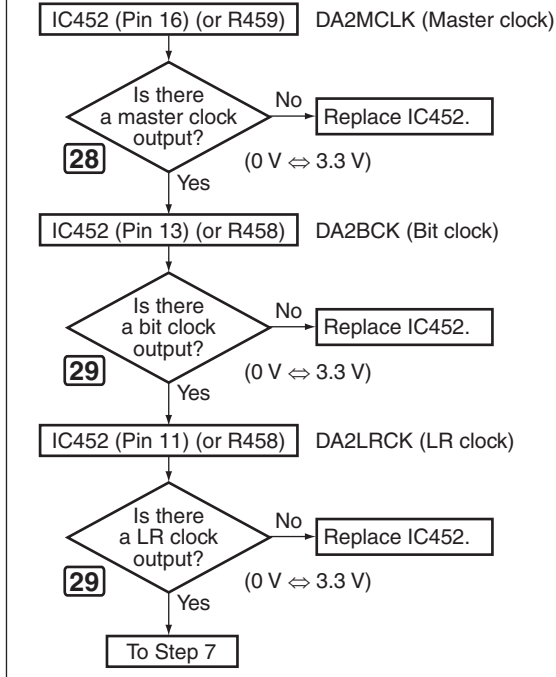 IC452 (Pin 16) (or R459) DA2MCLK (Master clock)
Is there
a master clock
output?
No
Replace IC452.
28
(0 V ⇔ 3.3 V)
Yes
IC452 (Pin 13) (or R458) DA2BCK (Bit clock)
Is there
a bit clock
output?
No
Replace IC452.
29
(0 V ⇔ 3.3 V)
Yes
IC452 (Pin 11) (or R458) DA2LRCK (LR clock)
Is there
a LR clock
output?
No
Replace IC452.
29
(0 V ⇔ 3.3 V)
Yes
To Step 7